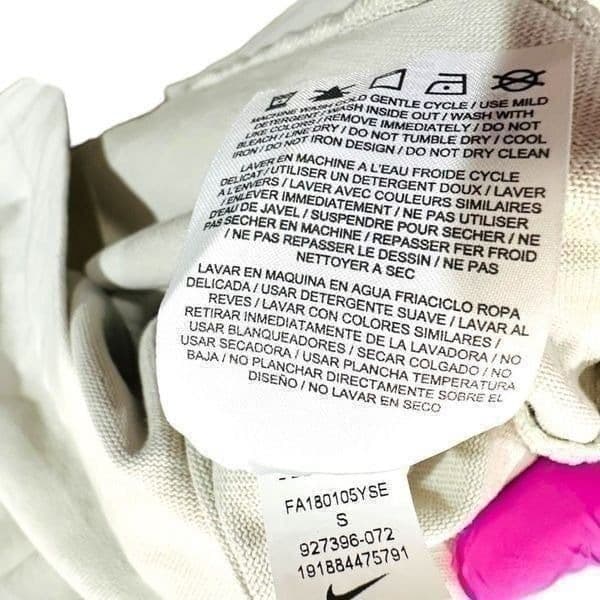 MACHINE WASH COLD GENTLE CYCLE / USE MILD
DETERGENT / WASH INSIDE OUT / WASH WITH
LIKE COLORS / REMOVE IMMEDIATELY / DO NOT
BLEACH / LINE DRY / DO NOT TUMBLE DRY / COOL
IRON / DO NOT IRON DESIGN / DO NOT DRY CLEAN
LAVER EN MACHINE A L'EAU FROIDE CYCLE
DELICAT / UTILISER UN DETERGENT DOUX / LAVER
A L'ENVERS / LAVER AVEC COULEURS SIMILAIRES
/ ENLEVER IMMEDIATEMENT / NE PAS UTILISER
D'EAU DE JAVEL / SUSPENDRE POUR SECHER / NE
PAS SECHER EN MACHINE / REPASSER FER FROID
/ NE PAS REPASSER LE DESSIN / NE PAS
NETTOYER A SEC
LAVAR EN MAQUINA EN AGUA FRIACICLO ROPA
DELICADA / USAR DETERGENTE SUAVE / LAVAR AL
REVES / LAVAR CON COLORES SIMILARES /
RETIRAR INMEDIATAMENTE DE LA LAVADORA / NO
USAR BLANQUEADORES / SECAR COLGADO / NO
USAR SECADORA / USAR PLANCHA TEMPERATURA
BAJA / NO PLANCHAR DIRECTAMENTE SOBRE EL
DISEÑO / NO LAVAR EN SECO
FA180105YSE
S
927396-072
191884475791